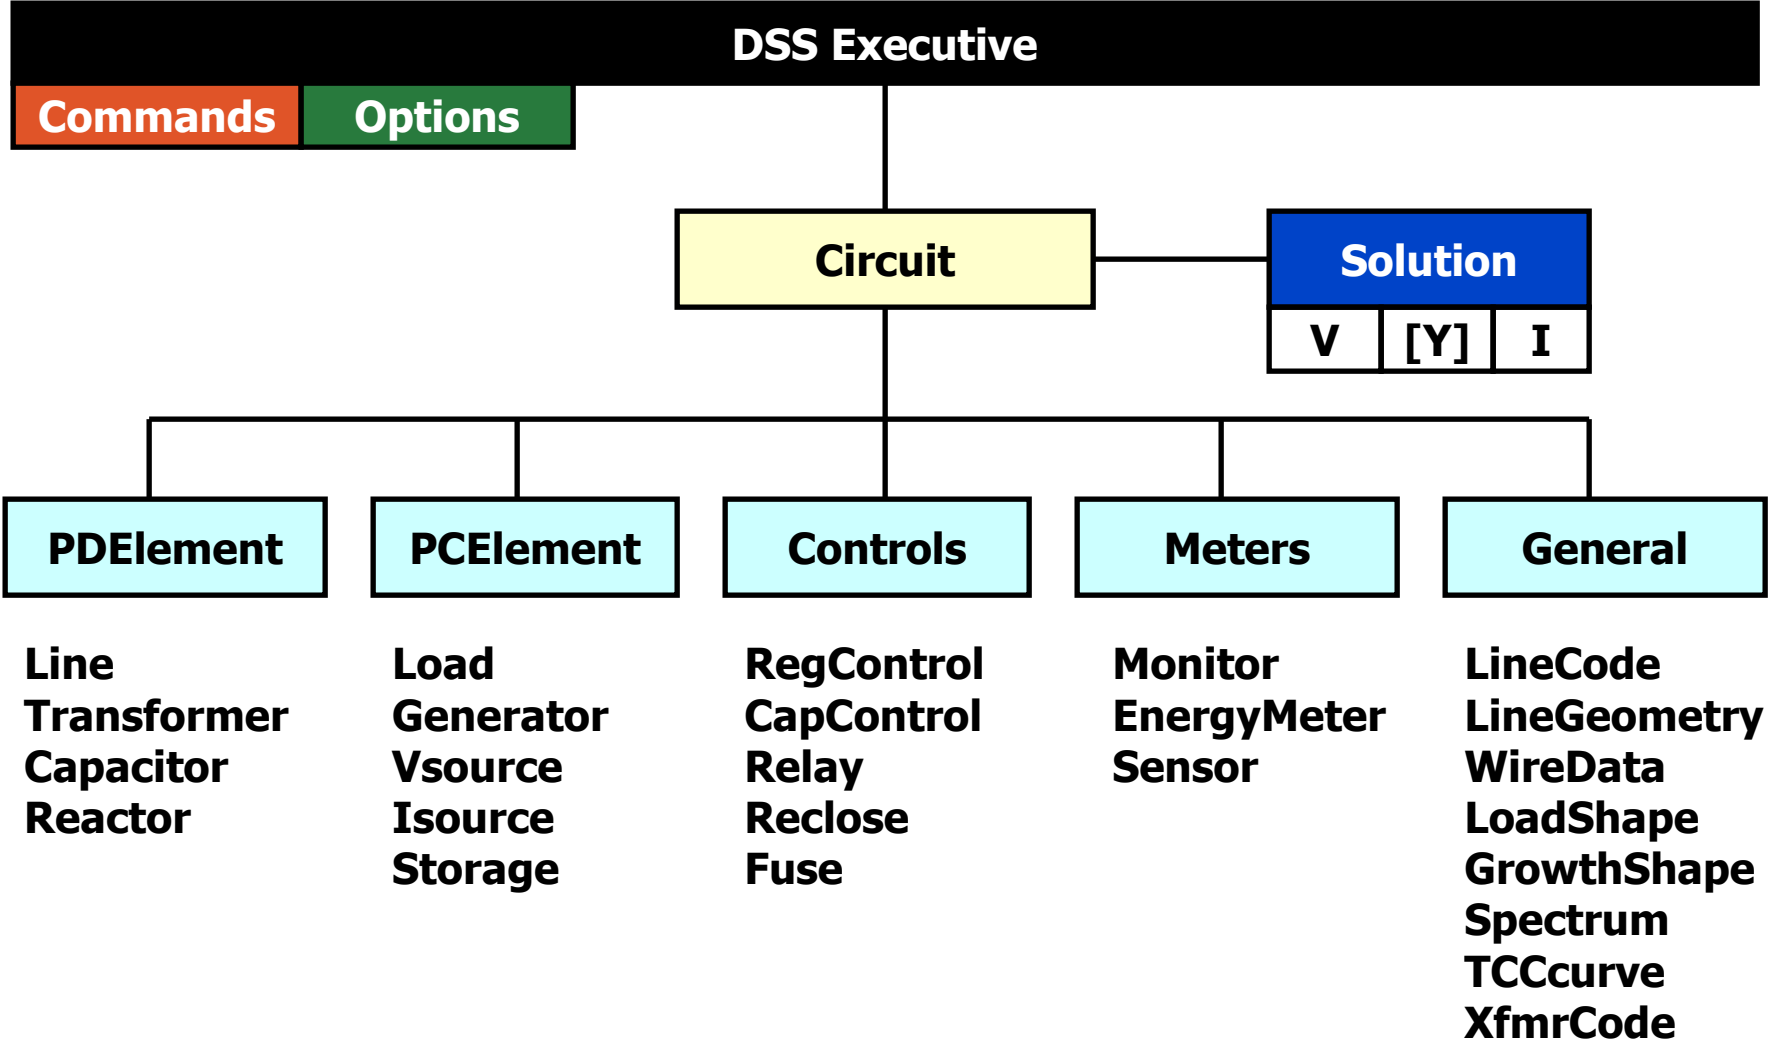 DSS Executive
Commands Options
Circuit
Solution
V [Y] I
PDElement PCElement Controls Meters General
Line
Transformer
Capacitor
Reactor
Load
Generator
Vsource
Isource
Storage
RegControl
CapControl
Relay
Reclose
Fuse
Monitor
EnergyMeter
Sensor
LineCode
LineGeometry
WireData
LoadShape
GrowthShape
Spectrum
TCCcurve
XfmrCode